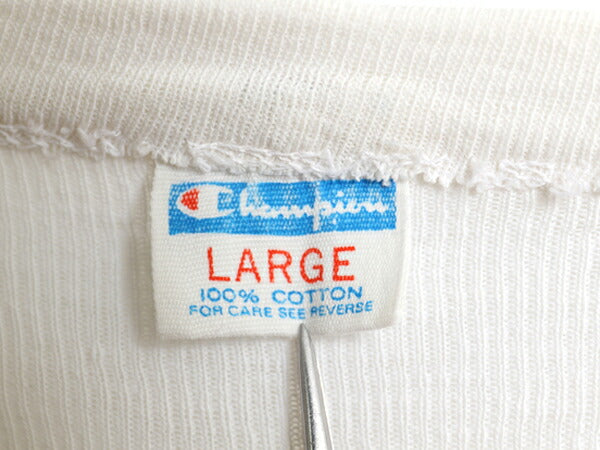 Champion
LARGE
100% COTTON
FOR CARE SEE REVERSE